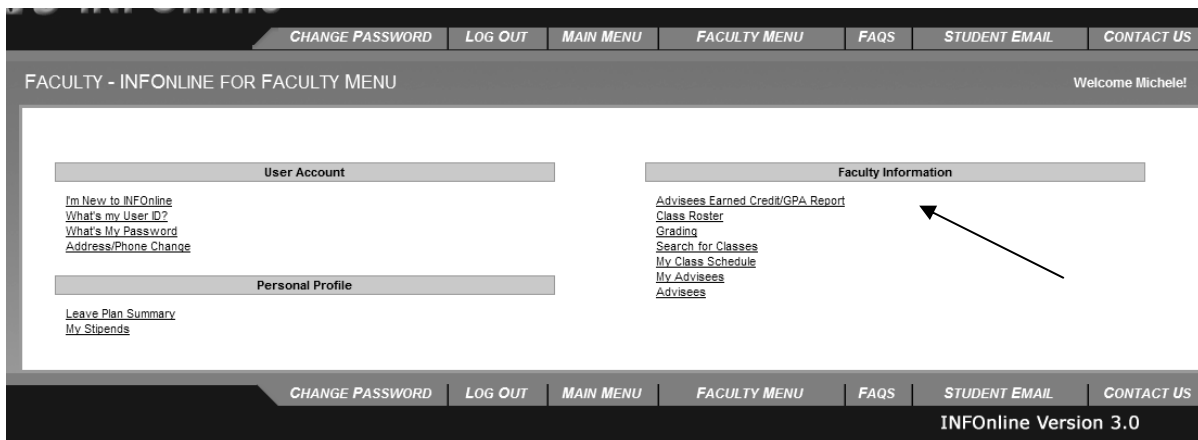 CHANGE PASSWORD LOG OUT MAIN MENU FACULTY MENU FAQS STUDENT EMAIL CONTACT US
FACULTY - INFONLINE FOR FACULTY MENU
Welcome Michele!
User Account
I'm New to INFOnline
What's my User ID?
What's My Password
Address/Phone Change
Personal Profile
Leave Plan Summary
My Stipends
Faculty Information
Advisees Earned Credit/GPA Report
Class Roster
Grading
Search for Classes
My Class Schedule
My Advisees
Advisees
CHANGE PASSWORD LOG OUT MAIN MENU FACULTY MENU FAQS STUDENT EMAIL CONTACT US
INFOnline Version 3.0